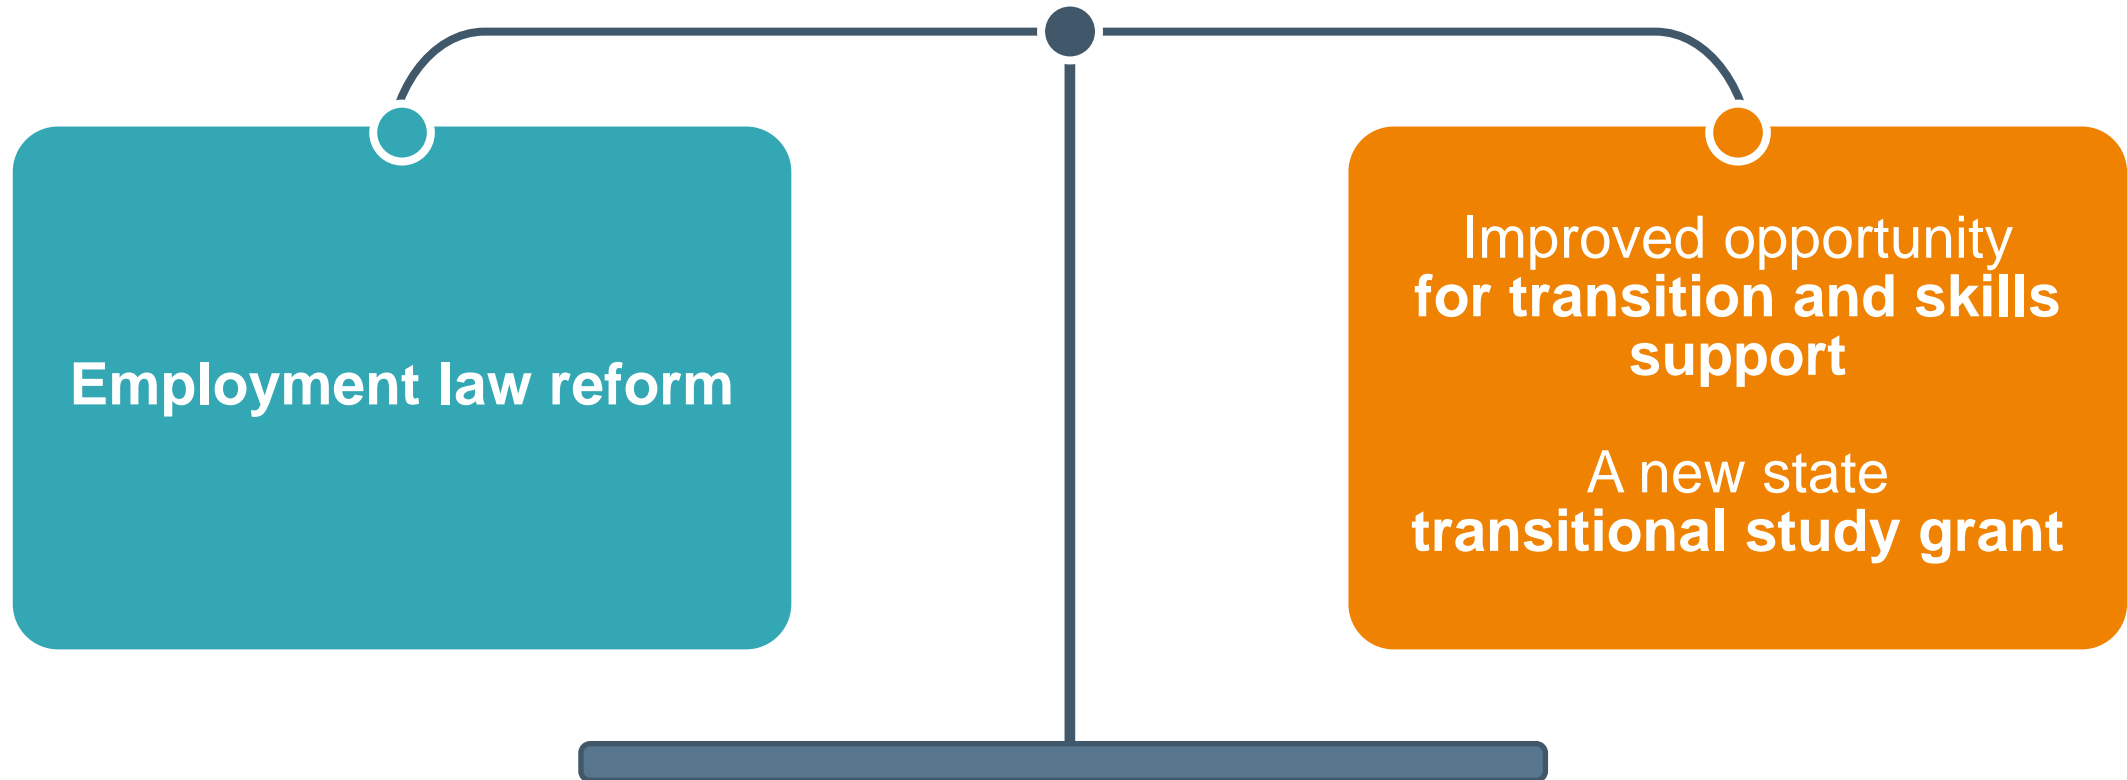 Employment law reform
Improved opportunity
for transition and skills
support
A new state
transitional study grant